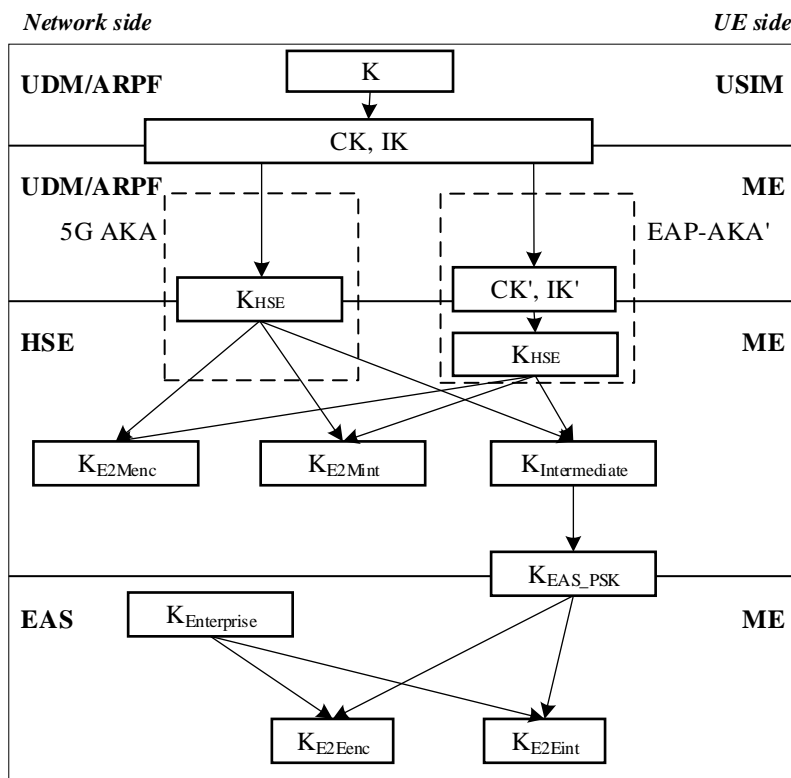 Network side UE side
K
UDM/ARPF USIM
CK, IK
UDM/ARPF ME
5G AKA EAP-AKA'
CK', IK'
KHSE
HSE ME
KHSE
KE2Menc KE2Mint KIntermediate
KEAS_PSK
KEnterprise
EAS ME
KE2Eenc KE2Eint